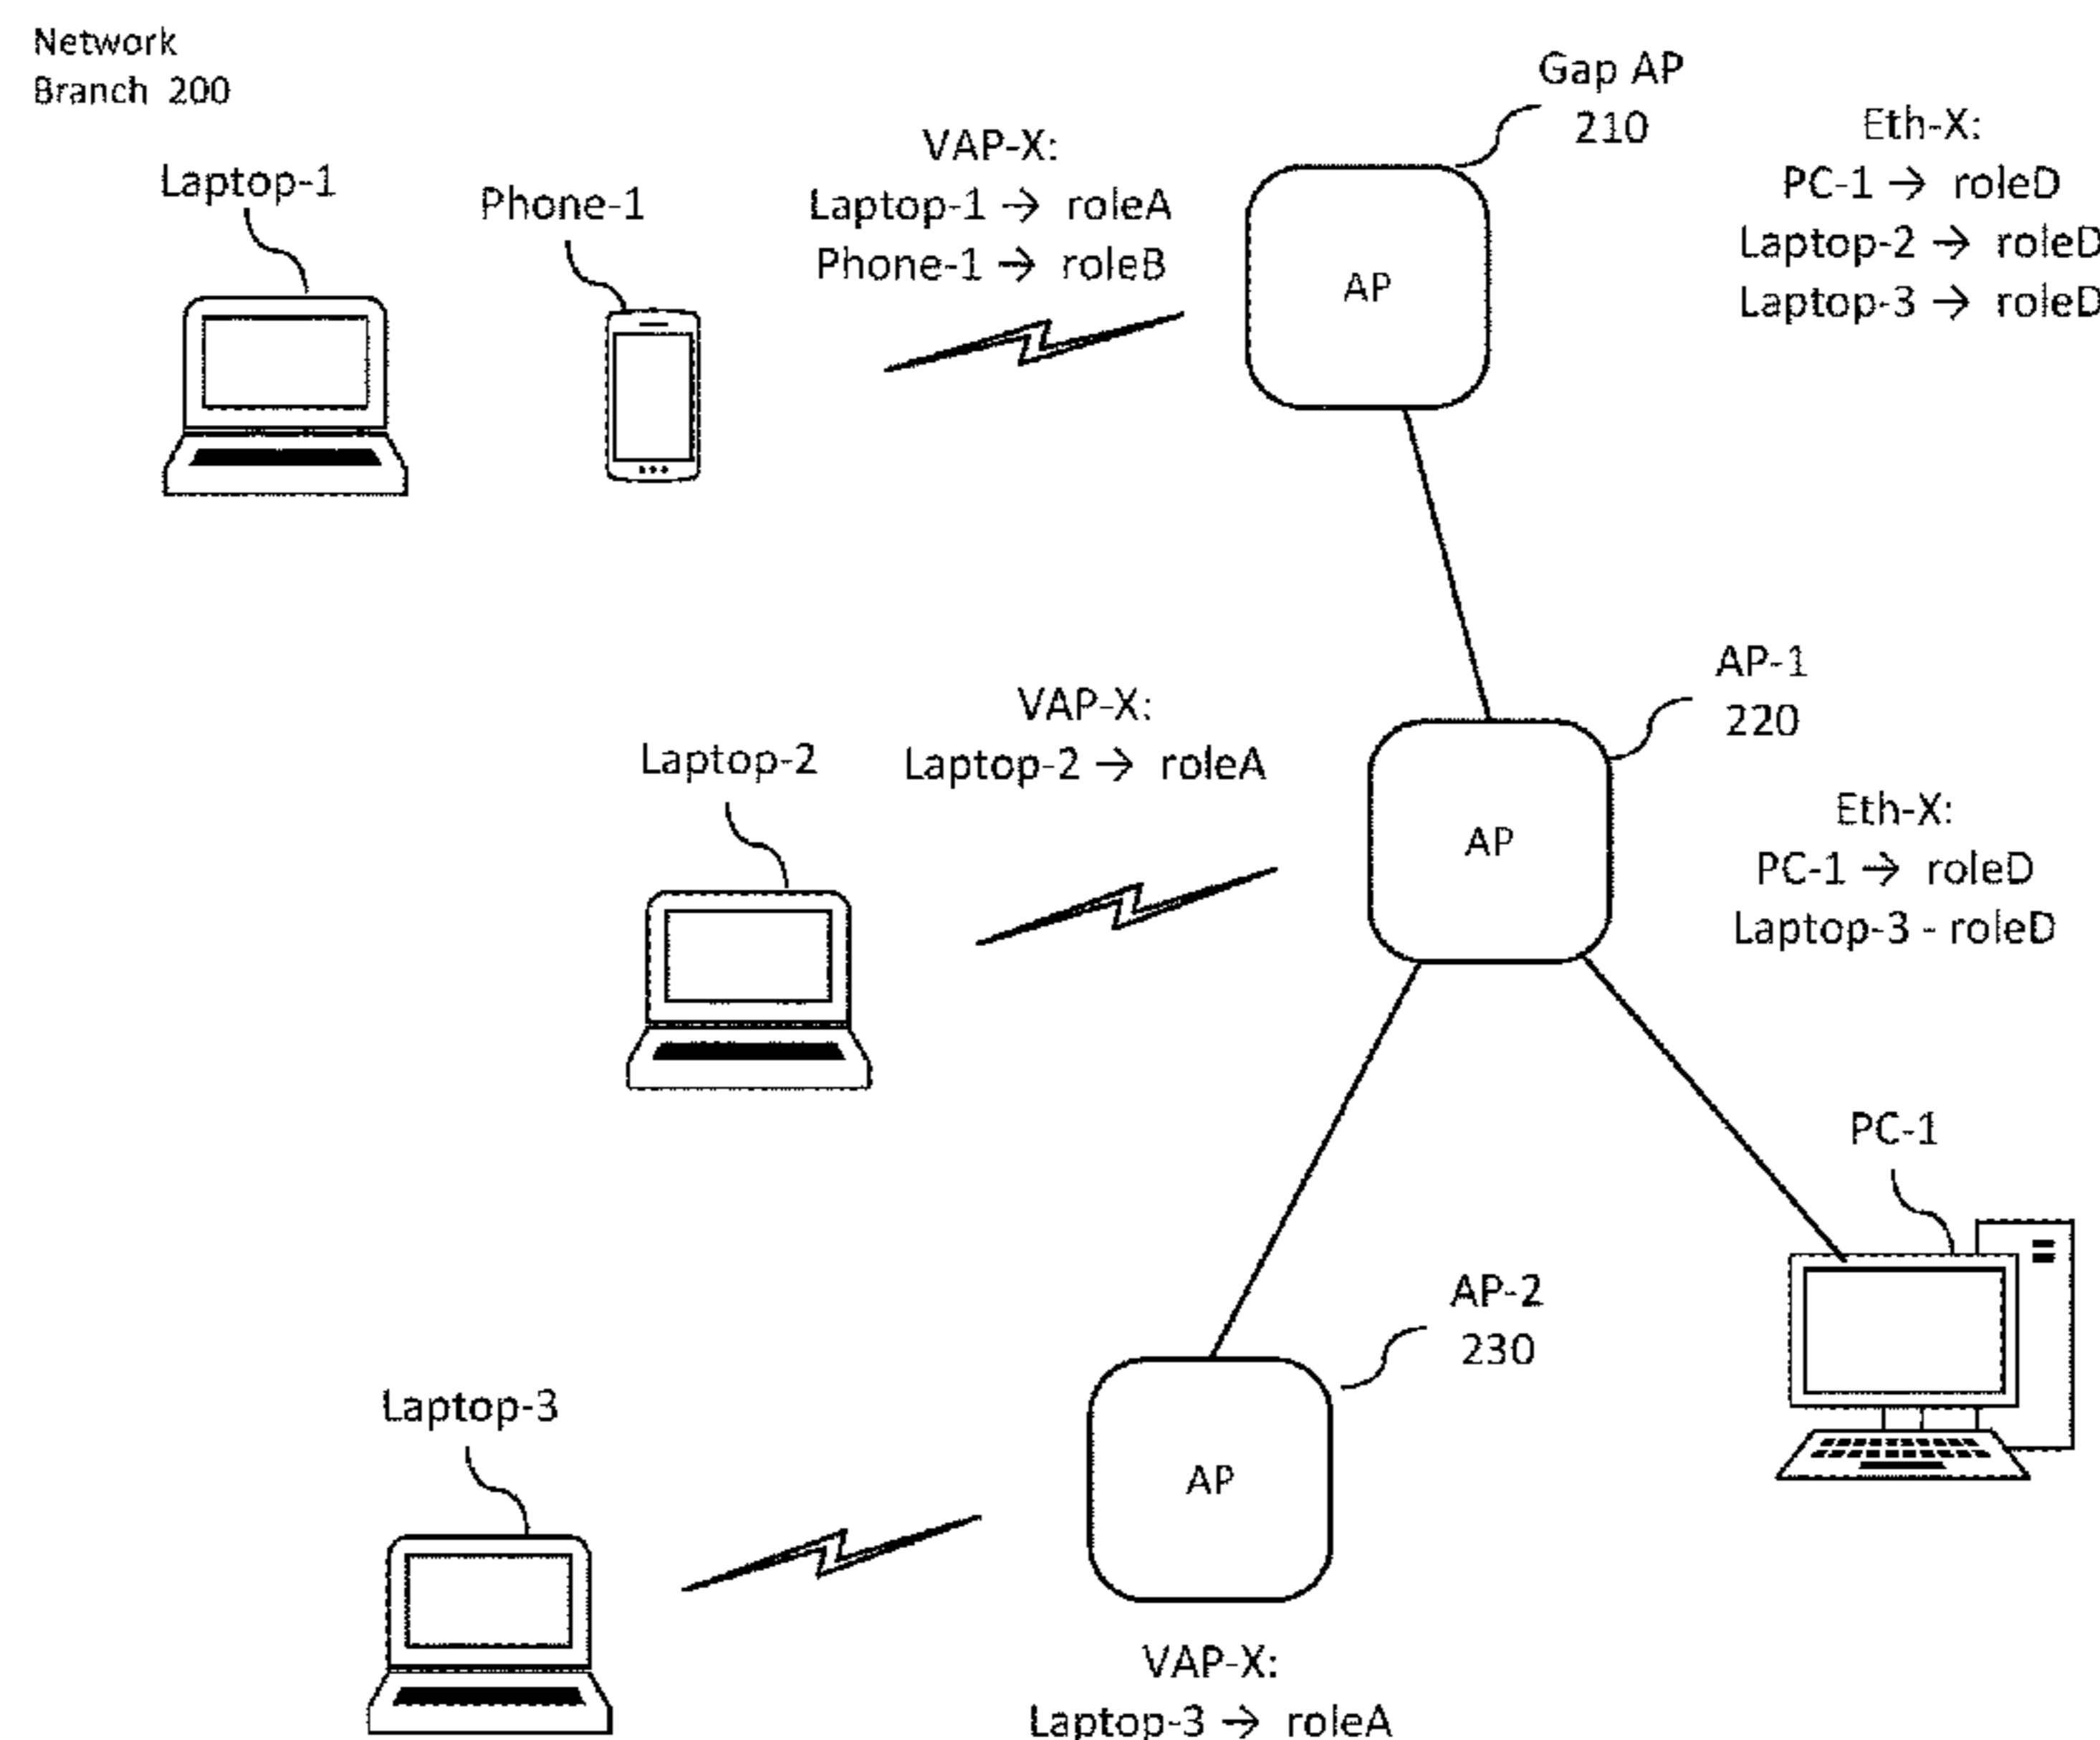 Network
Branch 200
Gap AP
210
Eth-X:
PC-1 → roleD
Laptop-2 → roleD
Laptop-3 → roleD
VAP-X:
Laptop-1 → roleA
Phone-1 → roleB
Laptop-1
Phone-1
AP
AP-1
220
VAP-X:
Laptop-2 → roleA
Laptop-2
AP
Eth-X:
PC-1 → roleD
Laptop-3 - roleD
PC-1
AP-2
230
Laptop-3
AP
VAP-X:
Laptop-3 → roleA